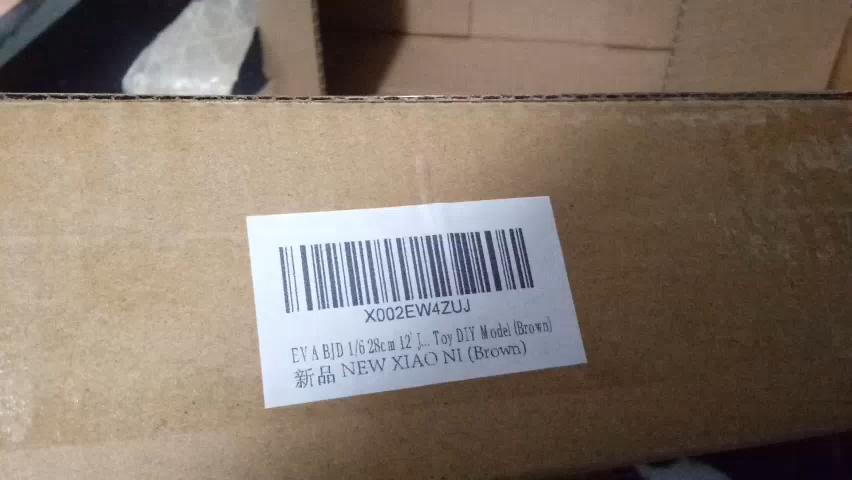 X002EW4ZUJ
EVA BJD 1/6 28cm 12' J... Toy DIY Model (Brown)
新品 NEW XIAO NI (Brown)